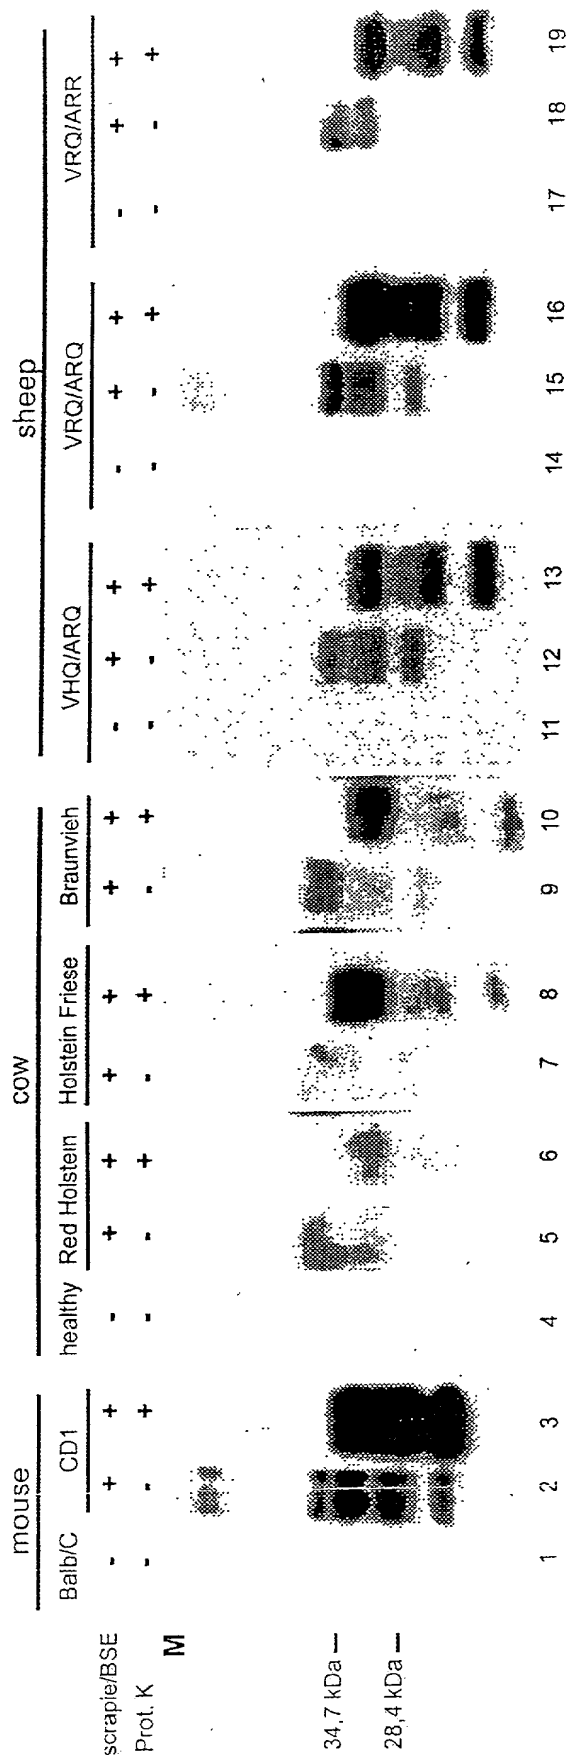 mouse cow sheep
Balb/C CD1 healthy Red Holstein Holstein Friese Braunvieh VHQ/ARQ VRQ/ARQ VRQ/ARR
scrapie/BSE - + + - + + + + + + - + + - + + - + +
Prot. K - - + - - + - + - + - - + - - + - - +
M
34,7 kDa —
28,4 kDa —
1 2 3 4 5 6 7 8 9 10 11 12 13 14 15 16 17 18 19